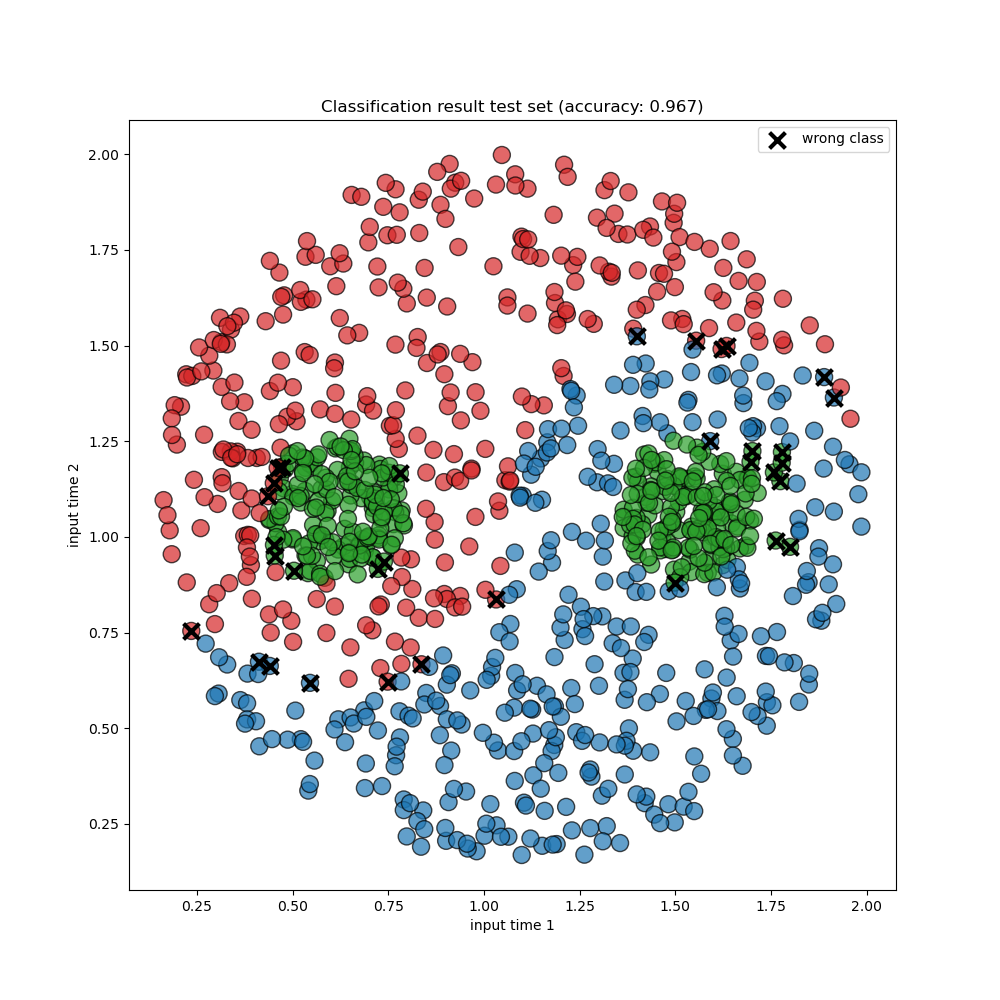 Classification result test set (accuracy: 0.967)
wrong class
2.00
1.75
1.50
1.25
1.00
0.75
0.50
0.25
input time 2
0.25 0.50 0.75 1.00 1.25 1.50 1.75 2.00
input time 1